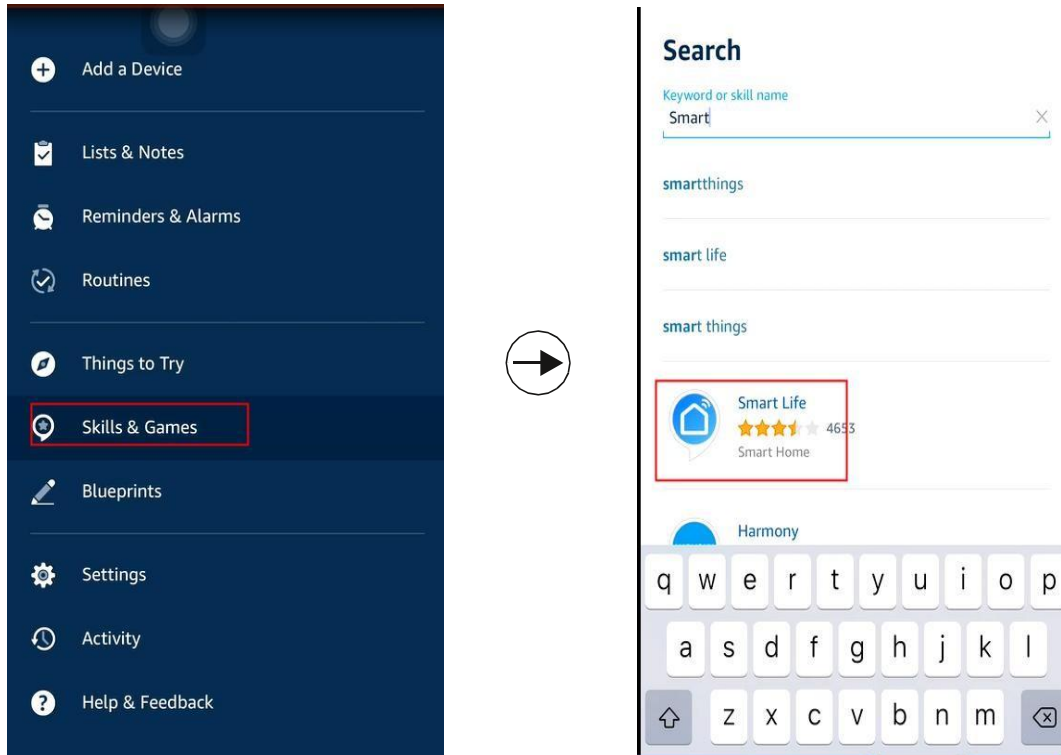 Add a Device
Lists & Notes
Reminders & Alarms
Routines
Things to Try
Skills & Games
Blueprints
Settings
Activity
Help & Feedback
Search
Keyword or skill name
Smart
smartthings
smart life
smart things
Smart Life
4653
Smart Home
Harmony
q w e r t y u i o p
a s d f g h j k l
z x c v b n m